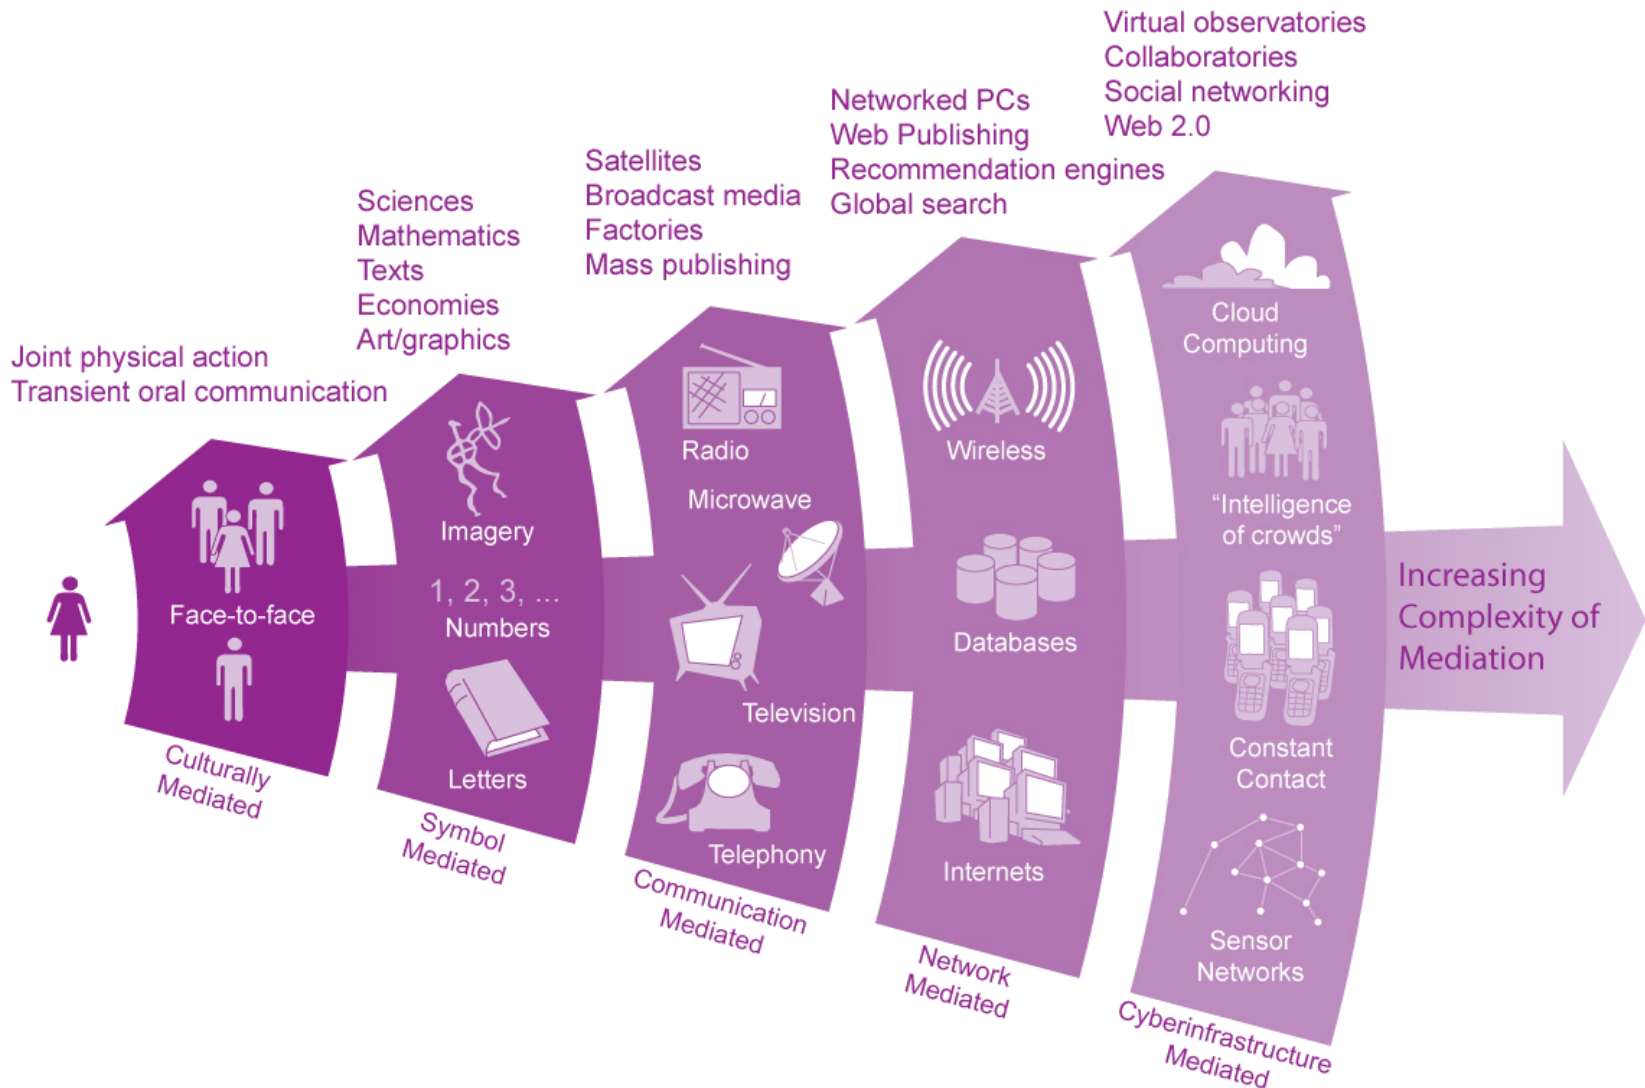 Joint physical action
Transient oral communication
Face-to-face
Culturally
Mediated
Sciences
Mathematics
Texts
Economies
Art/graphics
Imagery
1, 2, 3, ...
Numbers
Letters
Symbol
Mediated
Satellites
Broadcast media
Factories
Mass publishing
Radio
Microwave
Television
Telephony
Communication
Mediated
Networked PCs
Web Publishing
Recommendation engines
Global search
Wireless
Databases
Internets
Network
Mediated
Virtual observatories
Collaboratories
Social networking
Web 2.0
Cloud
Computing
“Intelligence
of crowds”
Constant
Contact
Sensor
Networks
Cyberinfrastructure
Mediated
Increasing
Complexity of
Mediation